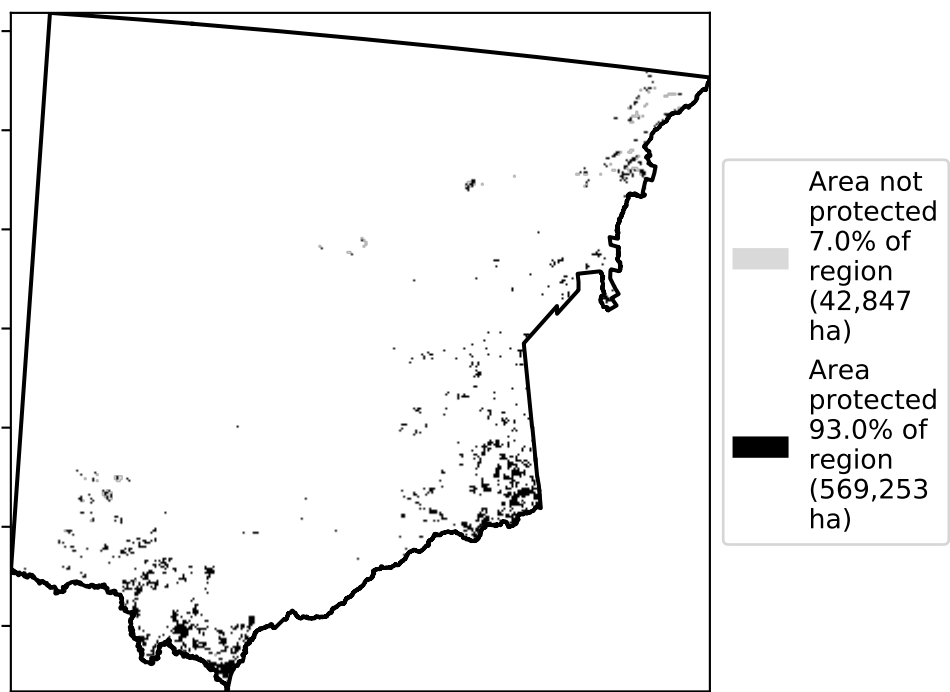 Area not
protected
7.0% of
region
(42,847
ha)
Area
protected
93.0% of
region
(569,253
ha)